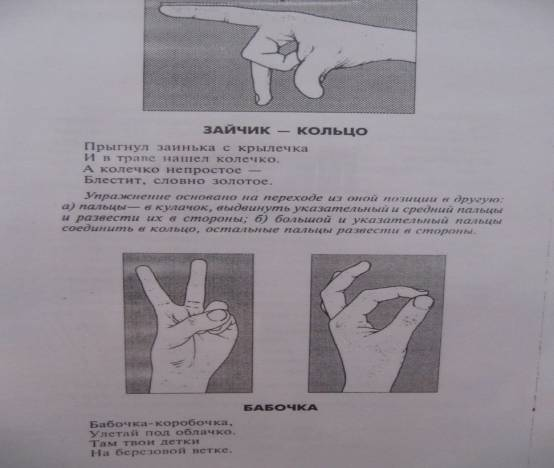 ЗАЙЧИК — КОЛЬЦО
Прыгнул заинька с крылечка
И в траве нашел колечко.
А колечко непростое —
Блестит, словно золотое.
Упражнение основано на переходе из оной позиции в другую:
а) пальцы — в кулачок, выдвинуть указательный и средний пальцы
и развести их в стороны; б) большой и указательный пальцы
соединить в кольцо, остальные пальцы развести в стороны.
БАБОЧКА
Бабочка-коробочка,
Улетай под облачко.
Там твои детки
На березовой ветке.